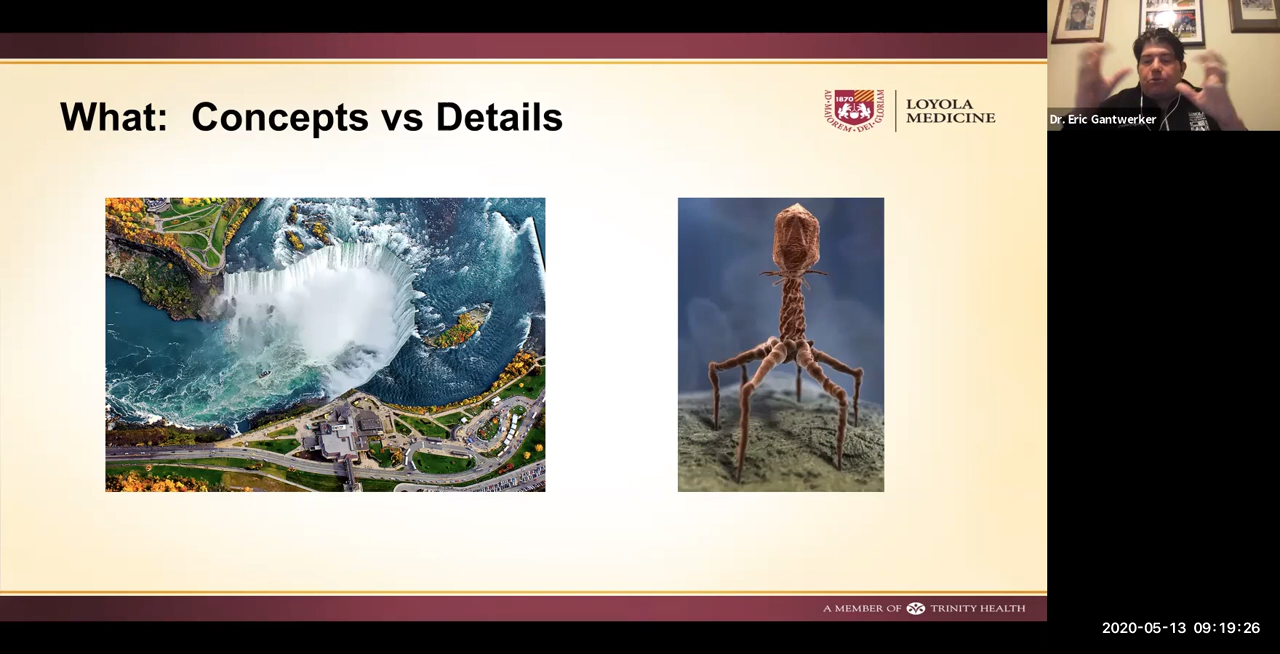 What:  Concepts vs Details
1870
AD·MAJOREM·DEI·GLORIAM
LOYOLA
MEDICINE
Dr. Eric Gantwerker
A MEMBER OF TRINITY HEALTH
2020-05-13 09:19:26